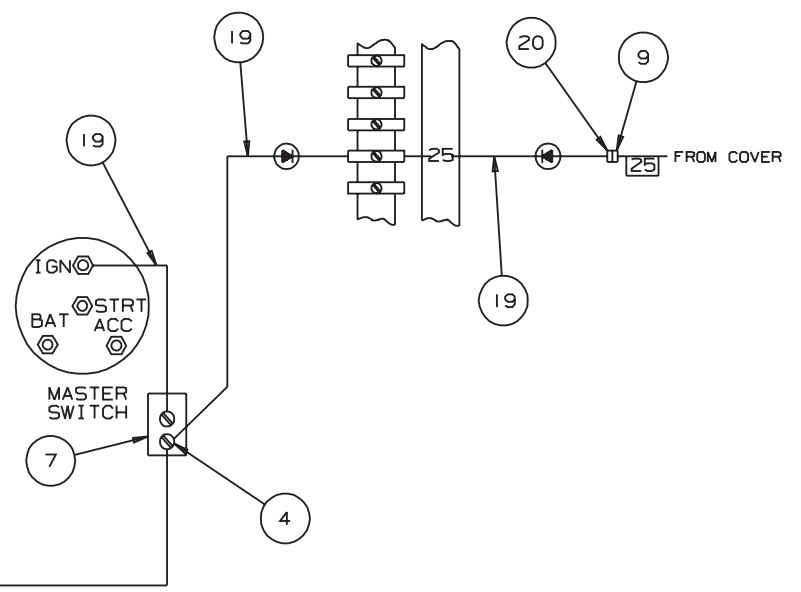 19
20
9
19
25
25
FROM COVER
IGN
STRT
BAT
ACC
19
MASTER
SWITCH
7
4